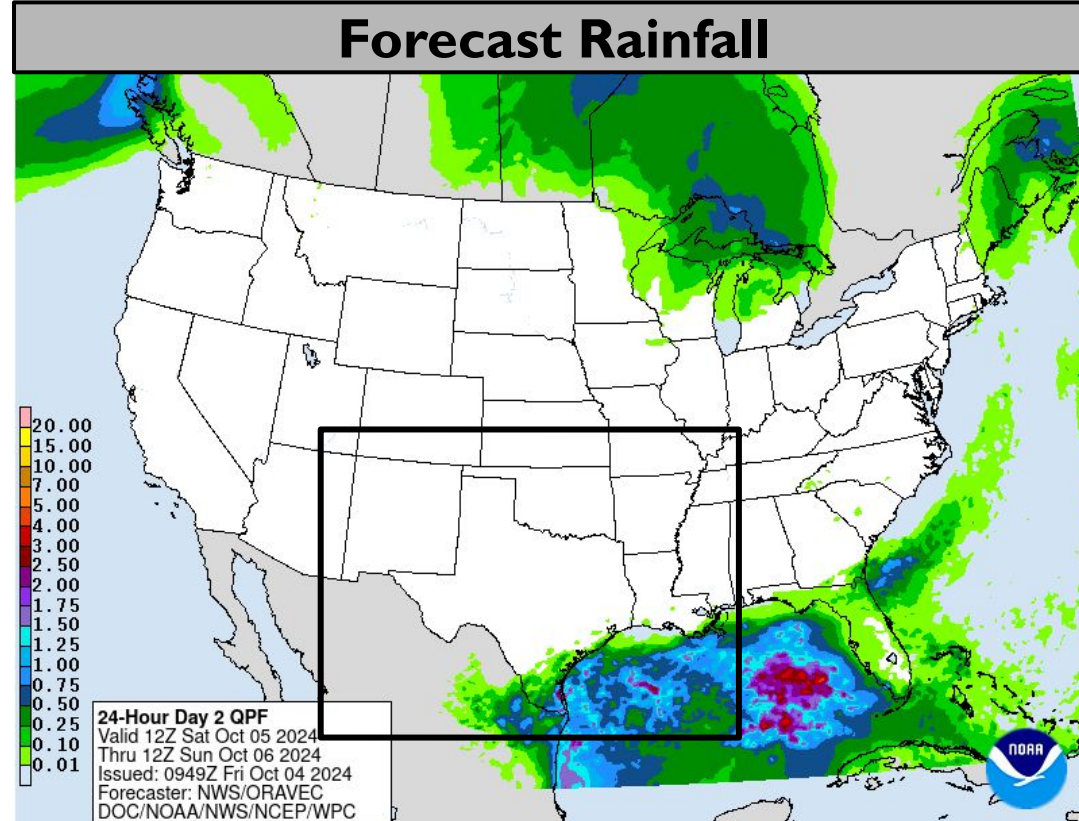 Forecast Rainfall
20.00
15.00
10.00
7.00
5.00
4.00
3.00
2.50
2.00
1.75
1.50
1.25
1.00
0.75
0.50
0.25
0.10
0.01
24-Hour Day 2 QPF
Valid 12Z Sat Oct 05 2024
Thru 12Z Sun Oct 06 2024
Issued: 0949Z Fri Oct 04 2024
Forecaster: NWS/ORAVEC
DOC/NOAA/NWS/NCEP/WPC
NOAA